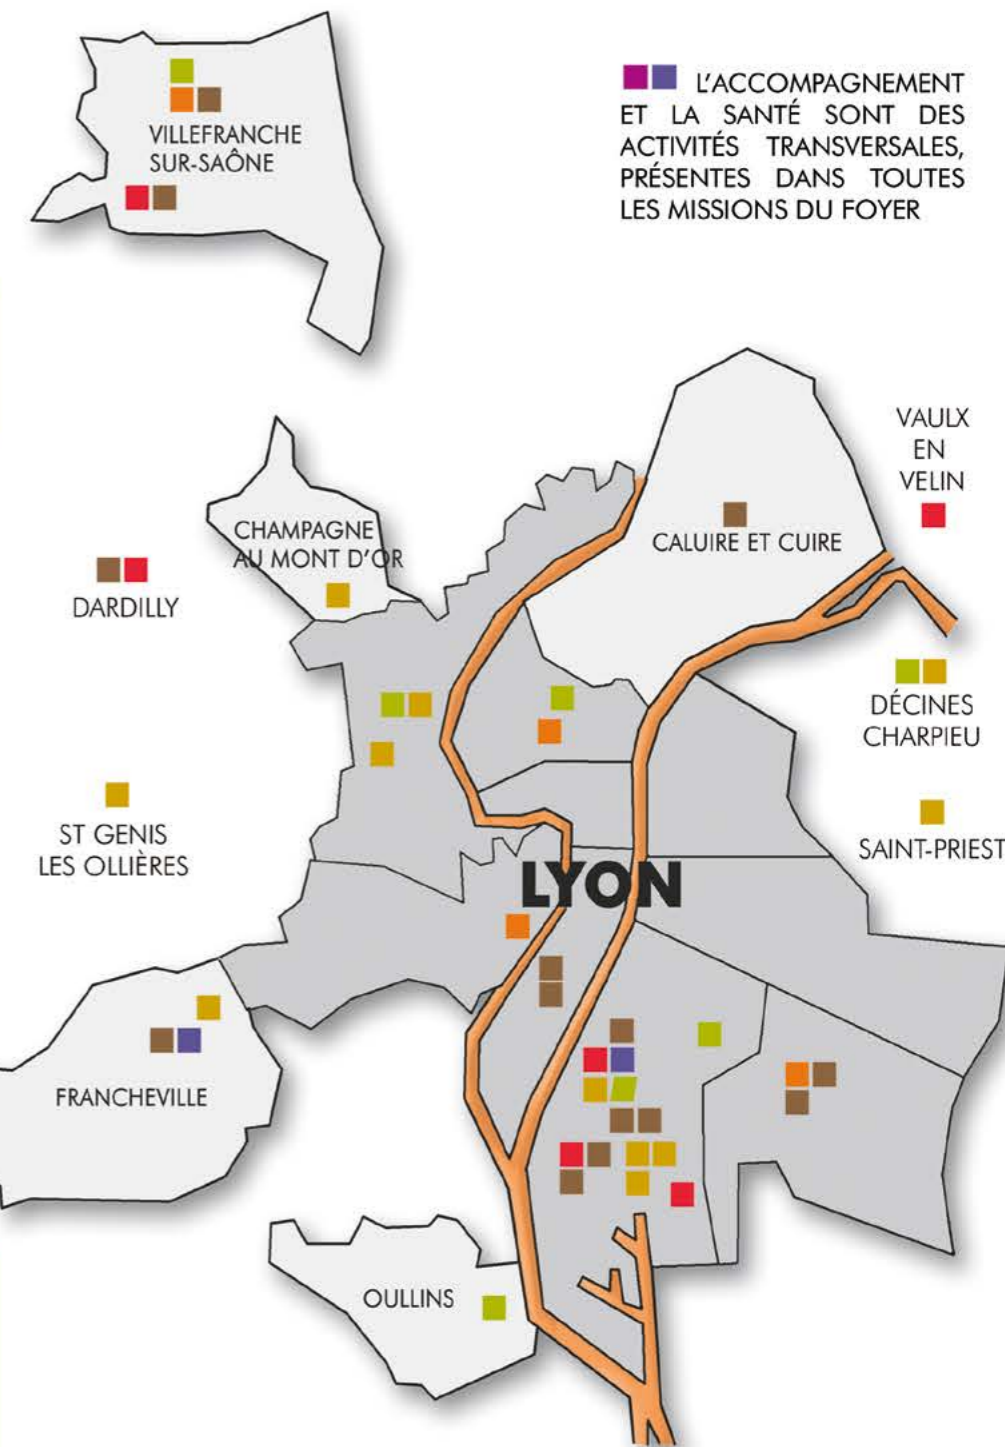 L'ACCOMPAGNEMENT
ET LA SANTÉ SONT DES
ACTIVITÉS TRANSVERSALES,
PRÉSENTES DANS TOUTES
LES MISSIONS DU FOYER
VILLEFRANCHE
SUR-SAÔNE
VAULX
EN
VELIN
CHAMPAGNE
AU MONT D'OR
CALUIRE ET CUIRE
DARDILLY
DÉCINES
CHARPIEU
ST GENIS
LES OLLIÈRES
SAINT-PRIEST
LYON
FRANCHEVILLE
OULLINS